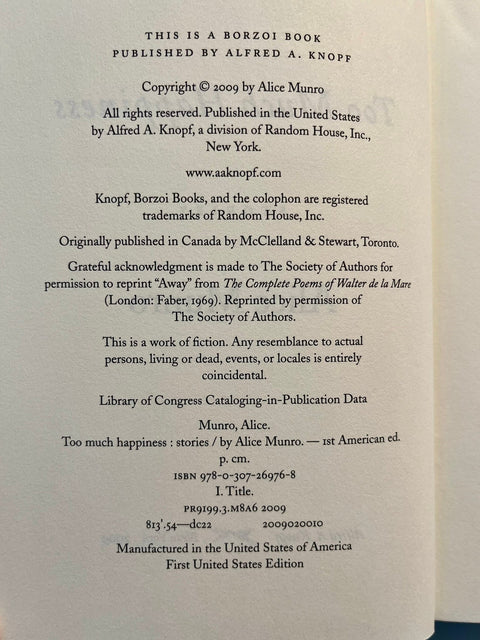 THIS IS A BORZOI BOOK
PUBLISHED BY ALFRED A. KNOPF
Copyright © 2009 by Alice Munro
All rights reserved. Published in the United States
by Alfred A. Knopf, a division of Random House, Inc.,
New York.
www.aaknopf.com
Knopf, Borzoi Books, and the colophon are registered
trademarks of Random House, Inc.
Originally published in Canada by McClelland & Stewart, Toronto.
Grateful acknowledgment is made to The Society of Authors for
permission to reprint “Away” from The Complete Poems of Walter de la Mare
(London: Faber, 1969). Reprinted by permission of
The Society of Authors.
This is a work of fiction. Any resemblance to actual
persons, living or dead, events, or locales is entirely
coincidental.
Library of Congress Cataloging-in-Publication Data
Munro, Alice.
Too much happiness : stories / by Alice Munro. — 1st American ed.
p. cm.
ISBN 978-0-307-26976-8
I. Title.
PR9199.3.M8A6 2009
813'.54—dc22 2009020010
Manufactured in the United States of America
First United States Edition